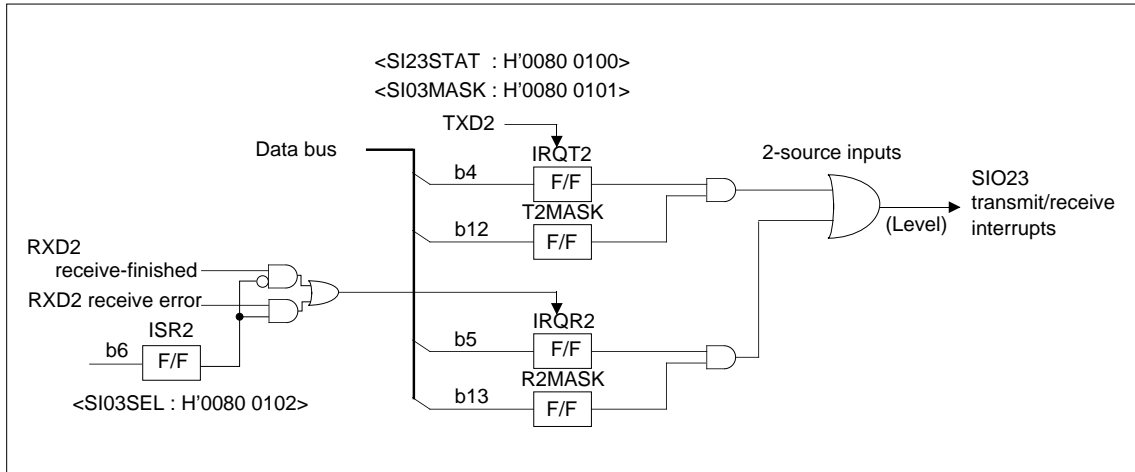 <SI23STAT : H'0080 0100>
<SI03MASK : H'0080 0101>
TXD2
Data bus
IRQT2
2-source inputs
b4
F/F
T2MASK
b12
F/F
(Level)
SIO23
transmit/receive
interrupts
RXD2
receive-finished
RXD2 receive error
ISR2
b6
F/F
<SI03SEL : H'0080 0102>
IRQR2
b5
F/F
R2MASK
b13
F/F